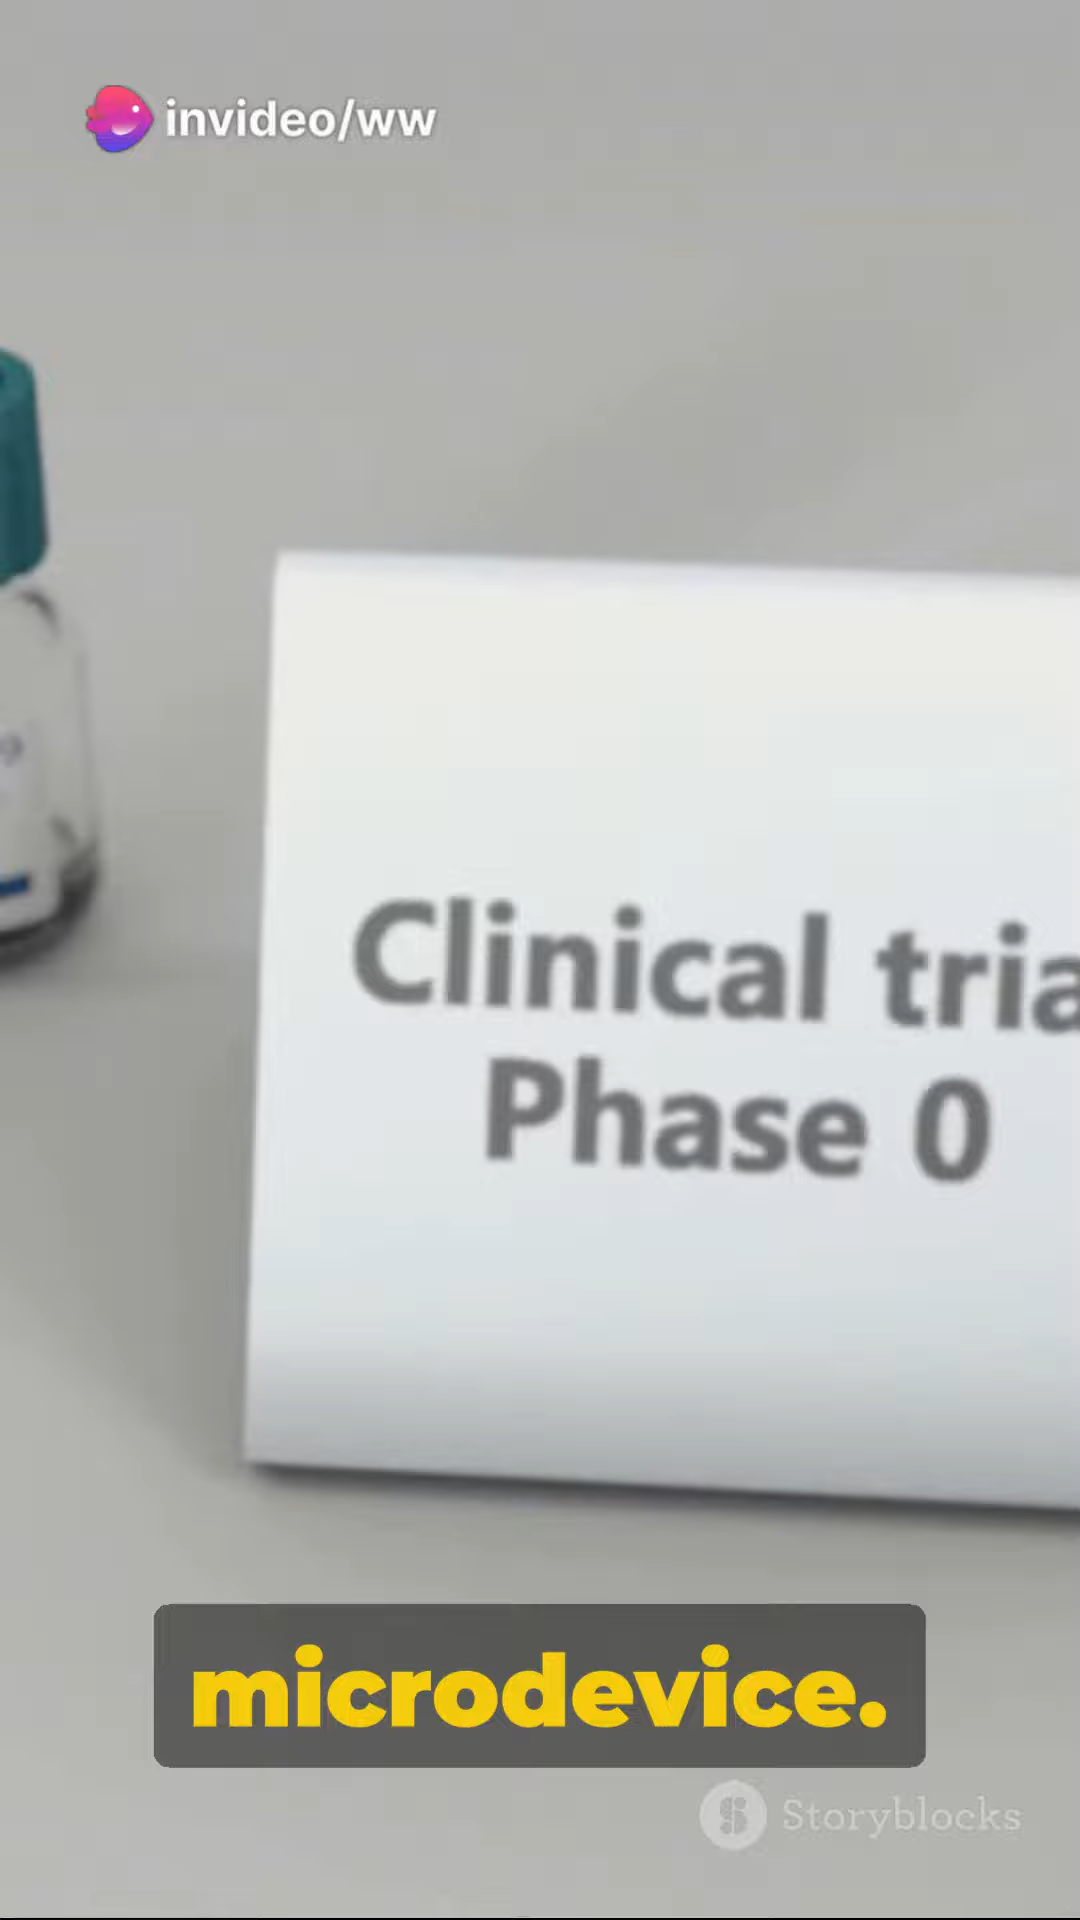 invideo/ww
Clinical tria
Phase 0
microdevice.
Storyblocks